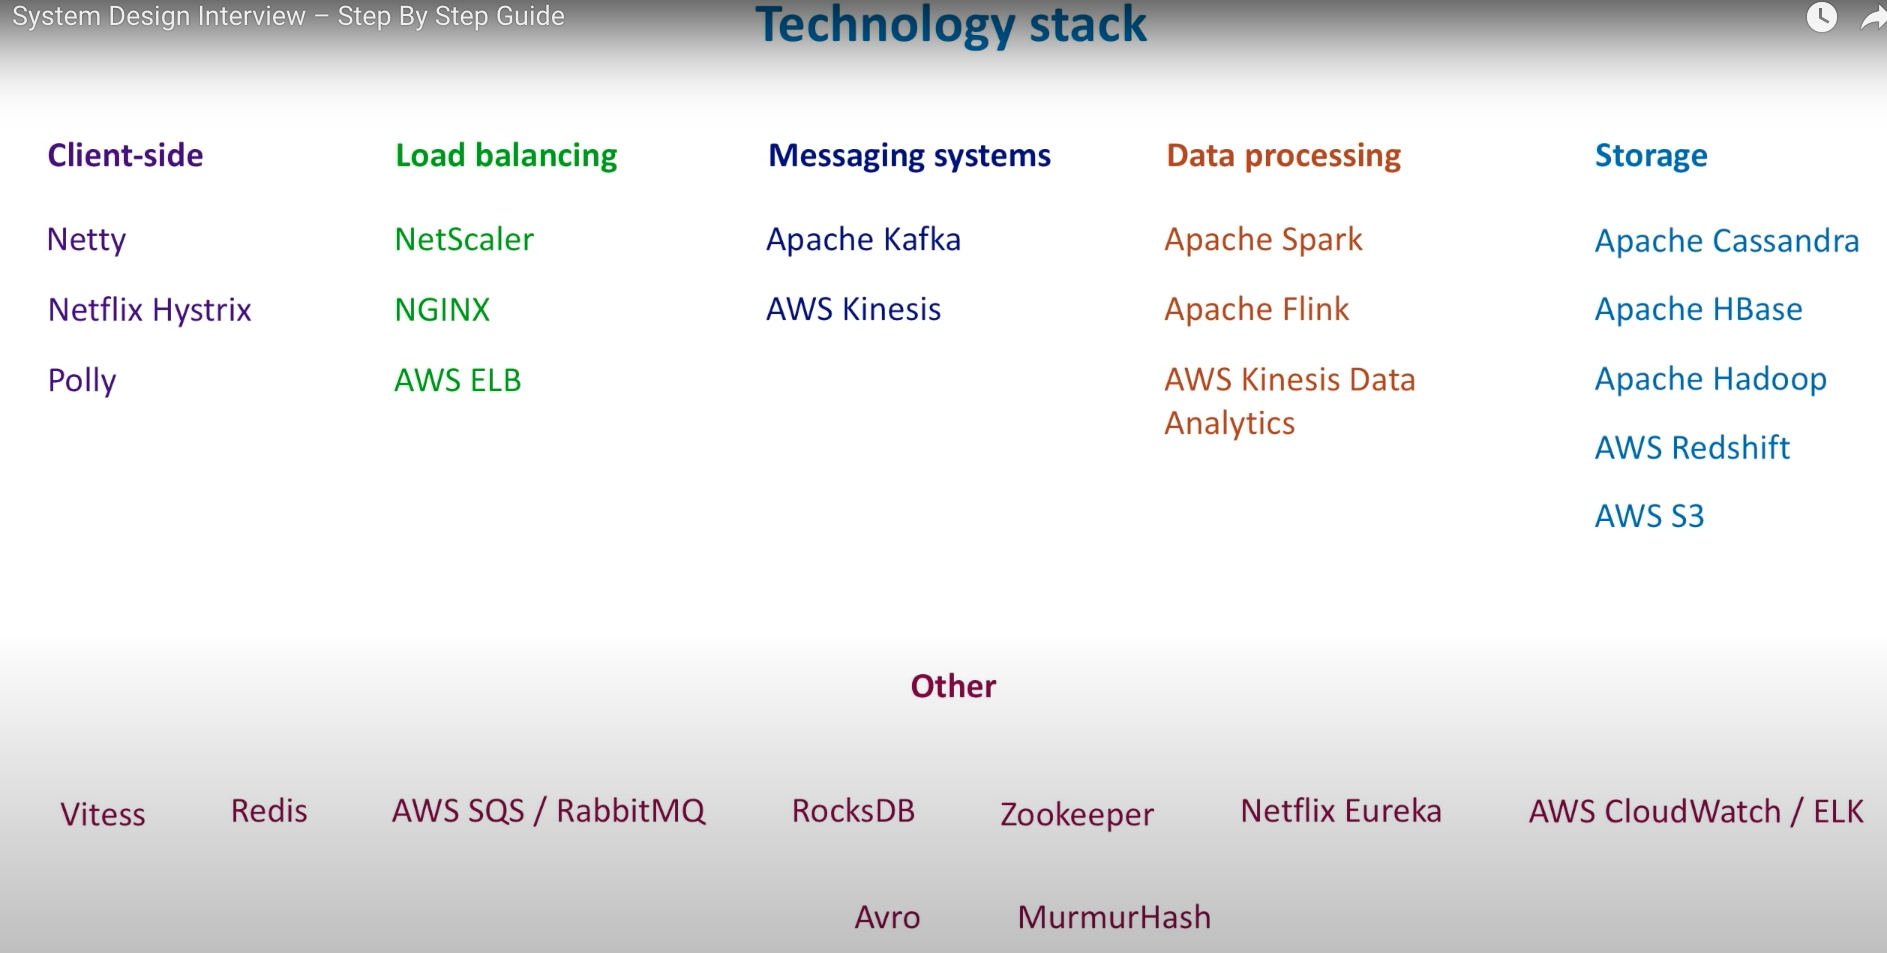 System Design Interview – Step By Step Guide
Technology stack
Client-side
Netty
Netflix Hystrix
Polly
Load balancing
NetScaler
NGINX
AWS ELB
Messaging systems
Apache Kafka
AWS Kinesis
Data processing
Apache Spark
Apache Flink
AWS Kinesis Data
Analytics
Storage
Apache Cassandra
Apache HBase
Apache Hadoop
AWS Redshift
AWS S3
Other
Vitess
Redis
AWS SQS / RabbitMQ
RocksDB
Zookeeper
Netflix Eureka
AWS CloudWatch / ELK
Avro
MurmurHash